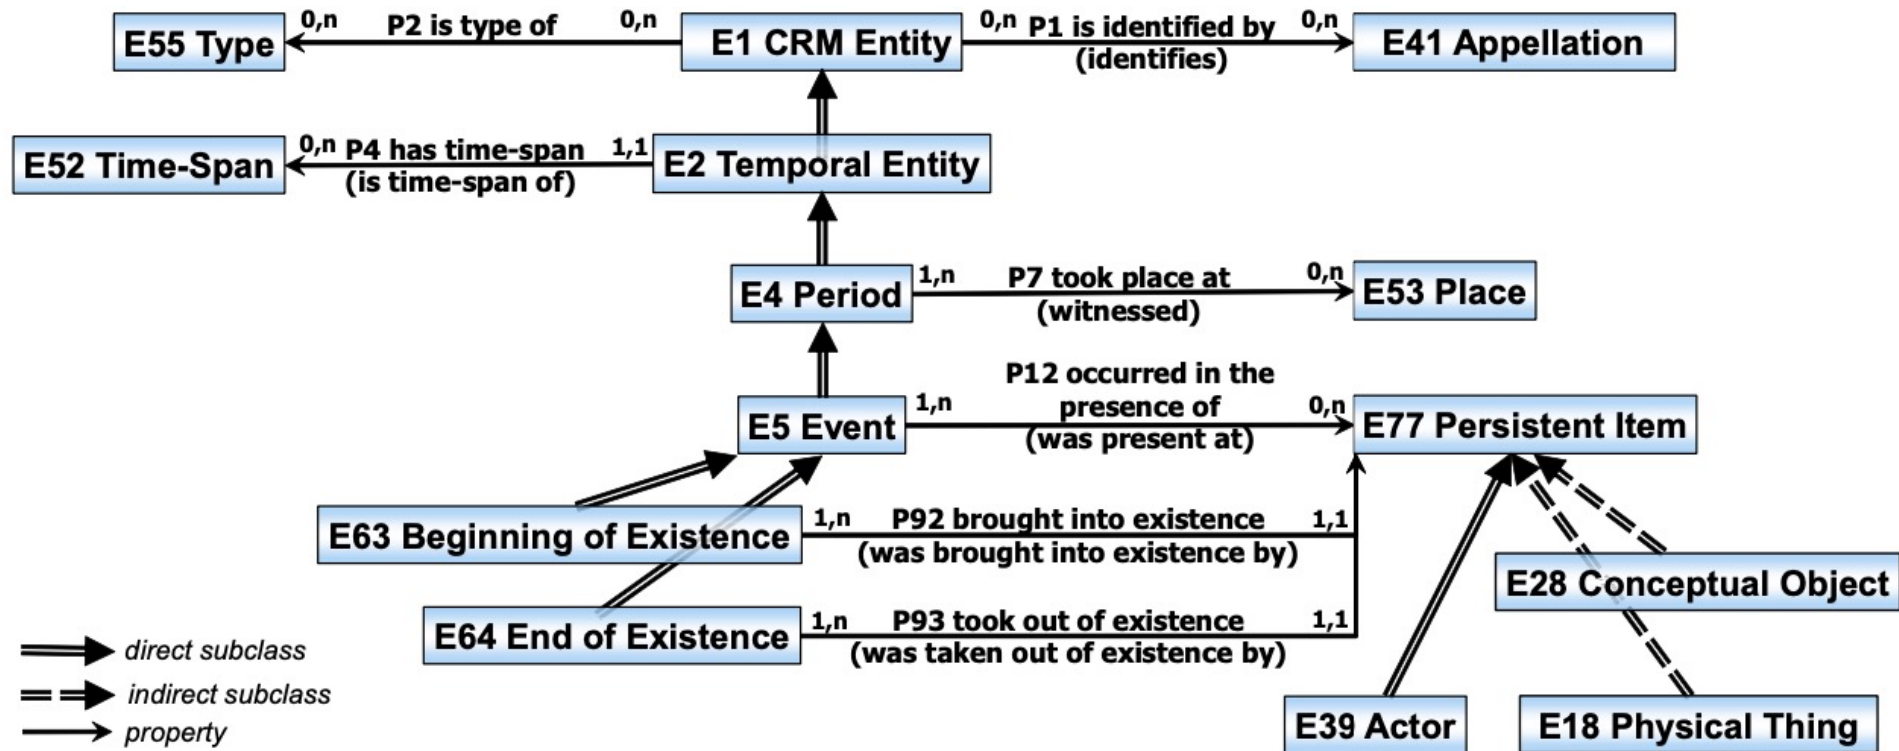 E55 Type
0,n P2 is type of 0,n
E1 CRM Entity
0,n P1 is identified by 0,n
(identifies)
E41 Appellation
E52 Time-Span
0,n P4 has time-span 1,1
(is time-span of)
E2 Temporal Entity
E4 Period
1,n P7 took place at 0,n
(witnessed)
E53 Place
P12 occurred in the
1,n presence of 0,n
(was present at)
E5 Event
E77 Persistent Item
E63 Beginning of Existence
1,n P92 brought into existence 1,1
(was brought into existence by)
E28 Conceptual Object
E64 End of Existence
1,n P93 took out of existence 1,1
(was taken out of existence by)
direct subclass
indirect subclass
property
E39 Actor
E18 Physical Thing